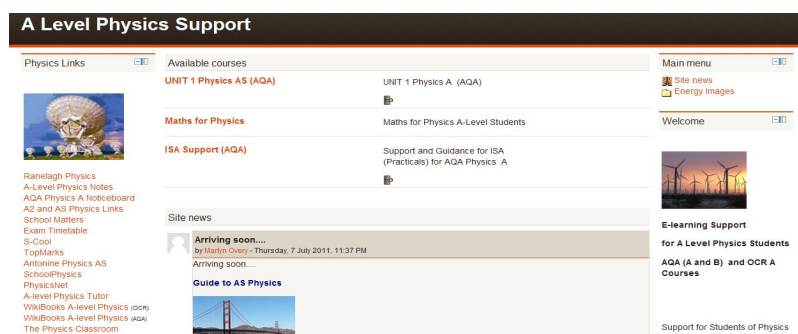 A Level Physics Support
Physics Links
Ranelagh Physics
A-Level Physics Notes
AQA Physics A Noticeboard
A2 and AS Physics Links
School Matters
Exam Timetable
S-Cool
TopMarks
Antonine Physics AS
SchoolPhysics
PhysicsNet
A-level Physics Tutor
WikiBooks A-level Physics (OCR)
WikiBooks A-level Physics (AQA)
The Physics Classroom
Available courses
UNIT 1 Physics AS (AQA)
UNIT 1 Physics A (AQA)
Maths for Physics
Maths for Physics A-Level Students
ISA Support (AQA)
Support and Guidance for ISA
(Practicals) for AQA Physics A
Site news
Arriving soon....
by Martyn Overy - Thursday, 7 July 2011, 11:37 PM
Arriving soon....
Guide to AS Physics
Main menu
Site news
Energy Images
Welcome
E-learning Support
for A Level Physics Students
AQA (A and B) and OCR A
Courses
Support for Students of Physics